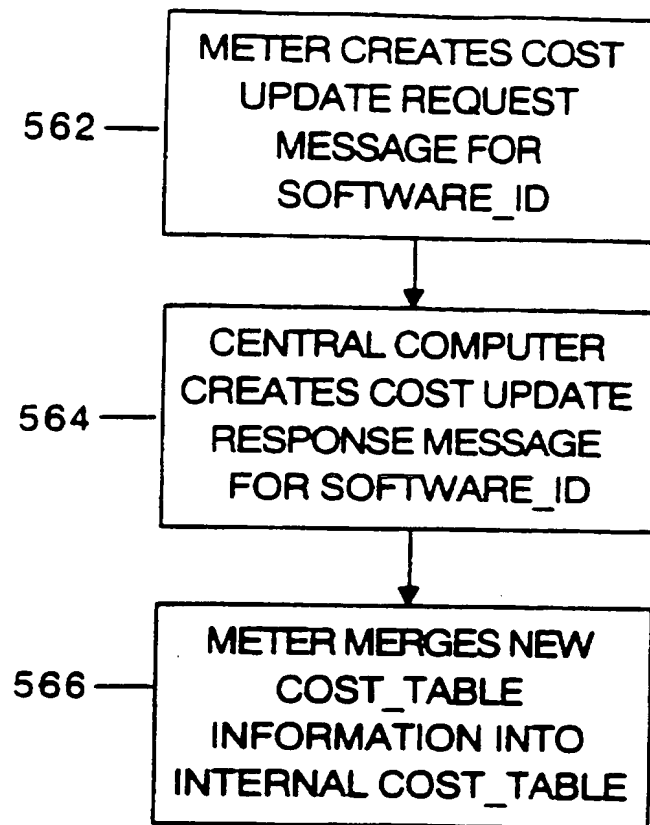 METER CREATES COST
UPDATE REQUEST
562
MESSAGE FOR
SOFTWARE_ID
CENTRAL COMPUTER
CREATES COST UPDATE
564
RESPONSE MESSAGE
FOR SOFTWARE_ID
METER MERGES NEW
566
COST_TABLE
INFORMATION INTO
INTERNAL COST_TABLE